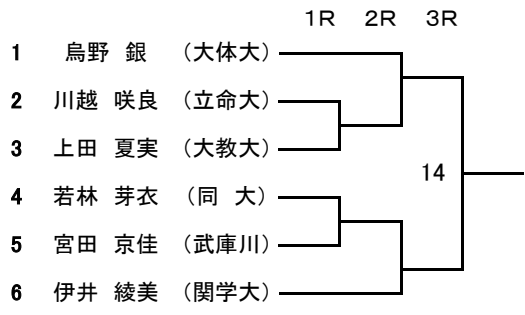 1R 2R 3R
1 烏野 銀 （大体大）
2 川越 咲良 （立命大）
3 上田 夏実 （大教大）
14
4 若林 芽衣 （同 大）
5 宮田 京佳 （武庫川）
6 伊井 綾美 （関学大）